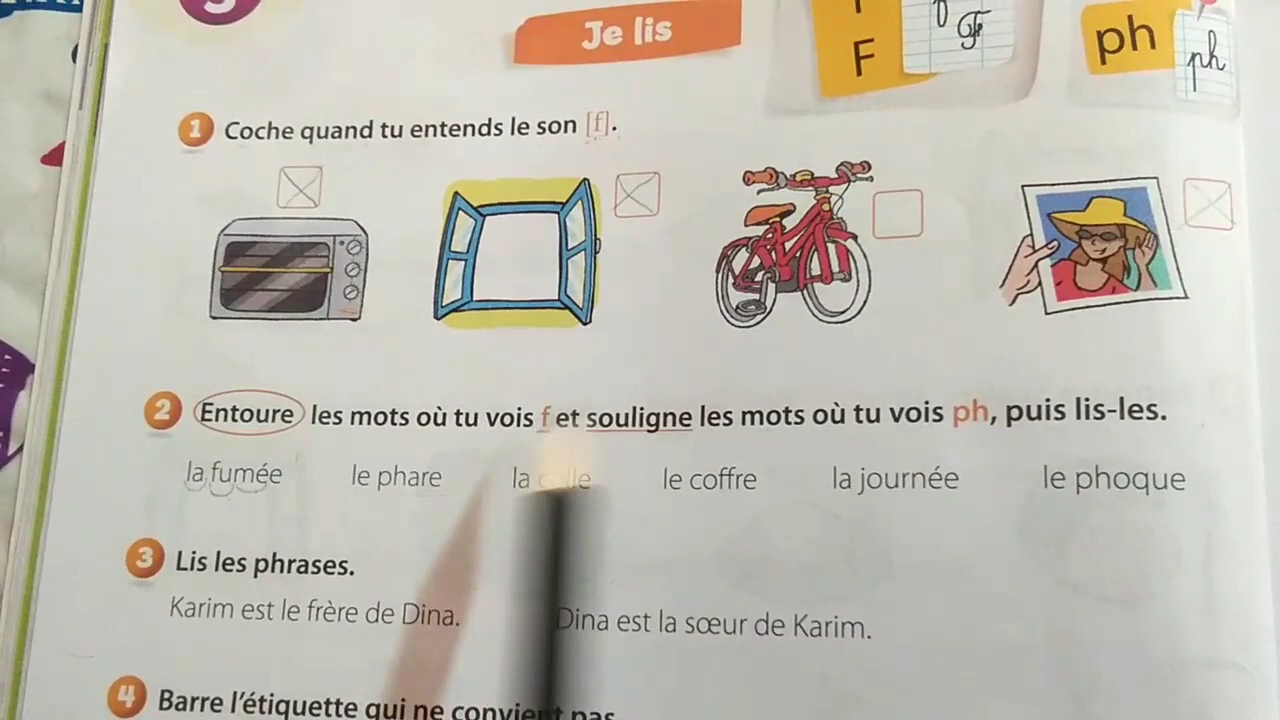 Je lis
F
ph
ph
1 Coche quand tu entends le son [f].
2 Entoure les mots où tu vois f et souligne les mots où tu vois ph, puis lis-les.
la fumée le phare la le coffre la journée le phoque
3 Lis les phrases.
Karim est le frère de Dina. Dina est la sœur de Karim.
4 Barre l'étiquette qui ne convient pas.